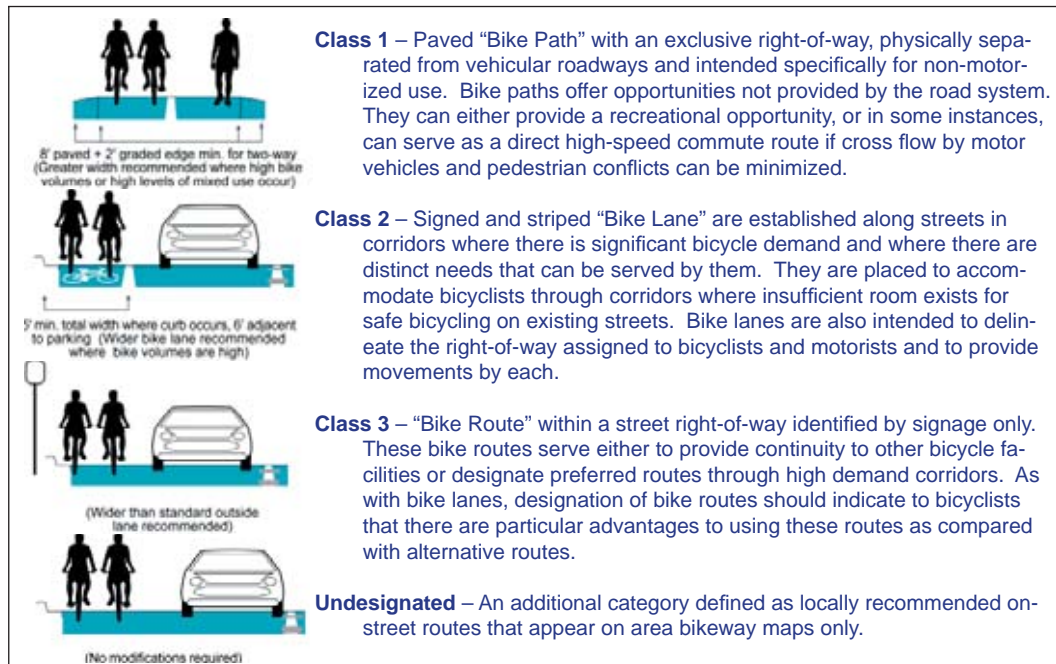 Class 1 – Paved “Bike Path” with an exclusive right-of-way, physically sepa-
rated from vehicular roadways and intended specifically for non-motor-
ized use.  Bike paths offer opportunities not provided by the road system.
They can either provide a recreational opportunity, or in some instances,
can serve as a direct high-speed commute route if cross flow by motor
vehicles and pedestrian conflicts can be minimized.
8' paved + 2' graded edge min. for two-way
(Greater width recommended where high bike
volumes or high levels of mixed use occur)
Class 2 – Signed and striped “Bike Lane” are established along streets in
corridors where there is significant bicycle demand and where there are
distinct needs that can be served by them.  They are placed to accom-
modate bicyclists through corridors where insufficient room exists for
safe bicycling on existing streets.  Bike lanes are also intended to delin-
eate the right-of-way assigned to bicyclists and motorists and to provide
movements by each.
5' min. total width where curb occurs, 6' adjacent
to parking (Wider bike lane recommended
where bike volumes are high)
Class 3 – “Bike Route” within a street right-of-way identified by signage only.
These bike routes serve either to provide continuity to other bicycle fa-
cilities or designate preferred routes through high demand corridors.  As
with bike lanes, designation of bike routes should indicate to bicyclists
that there are particular advantages to using these routes as compared
with alternative routes.
(Wider than standard outside
lane recommended)
Undesignated – An additional category defined as locally recommended on-
street routes that appear on area bikeway maps only.
(No modifications required)